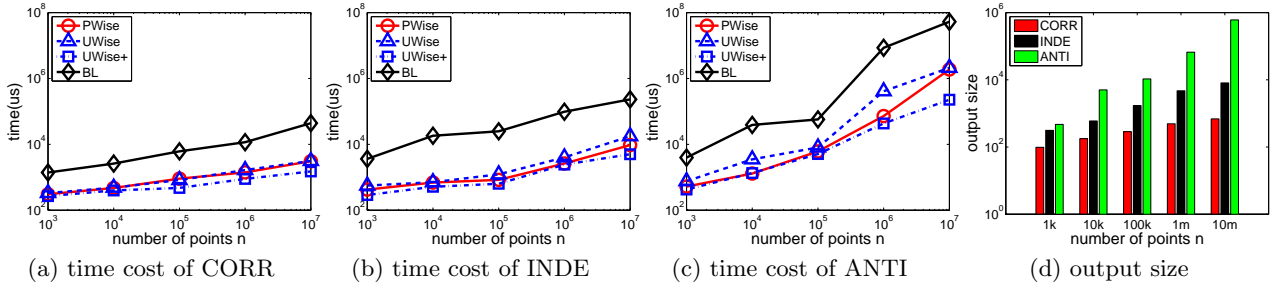 10^8
10^6
10^4
10^2
time(us)
PWise
UWise
UWise+
BL
10^3 10^4 10^5 10^6 10^7
number of points n
(a) time cost of CORR
10^8
10^6
10^4
10^2
time(us)
PWise
UWise
UWise+
BL
10^3 10^4 10^5 10^6 10^7
number of points n
(b) time cost of INDE
10^8
10^6
10^4
10^2
time(us)
PWise
UWise
UWise+
BL
10^3 10^4 10^5 10^6 10^7
number of points n
(c) time cost of ANTI
10^6
10^4
10^2
10^0
output size
CORR
INDE
ANTI
1k 10k 100k 1m 10m
number of points n
(d) output size